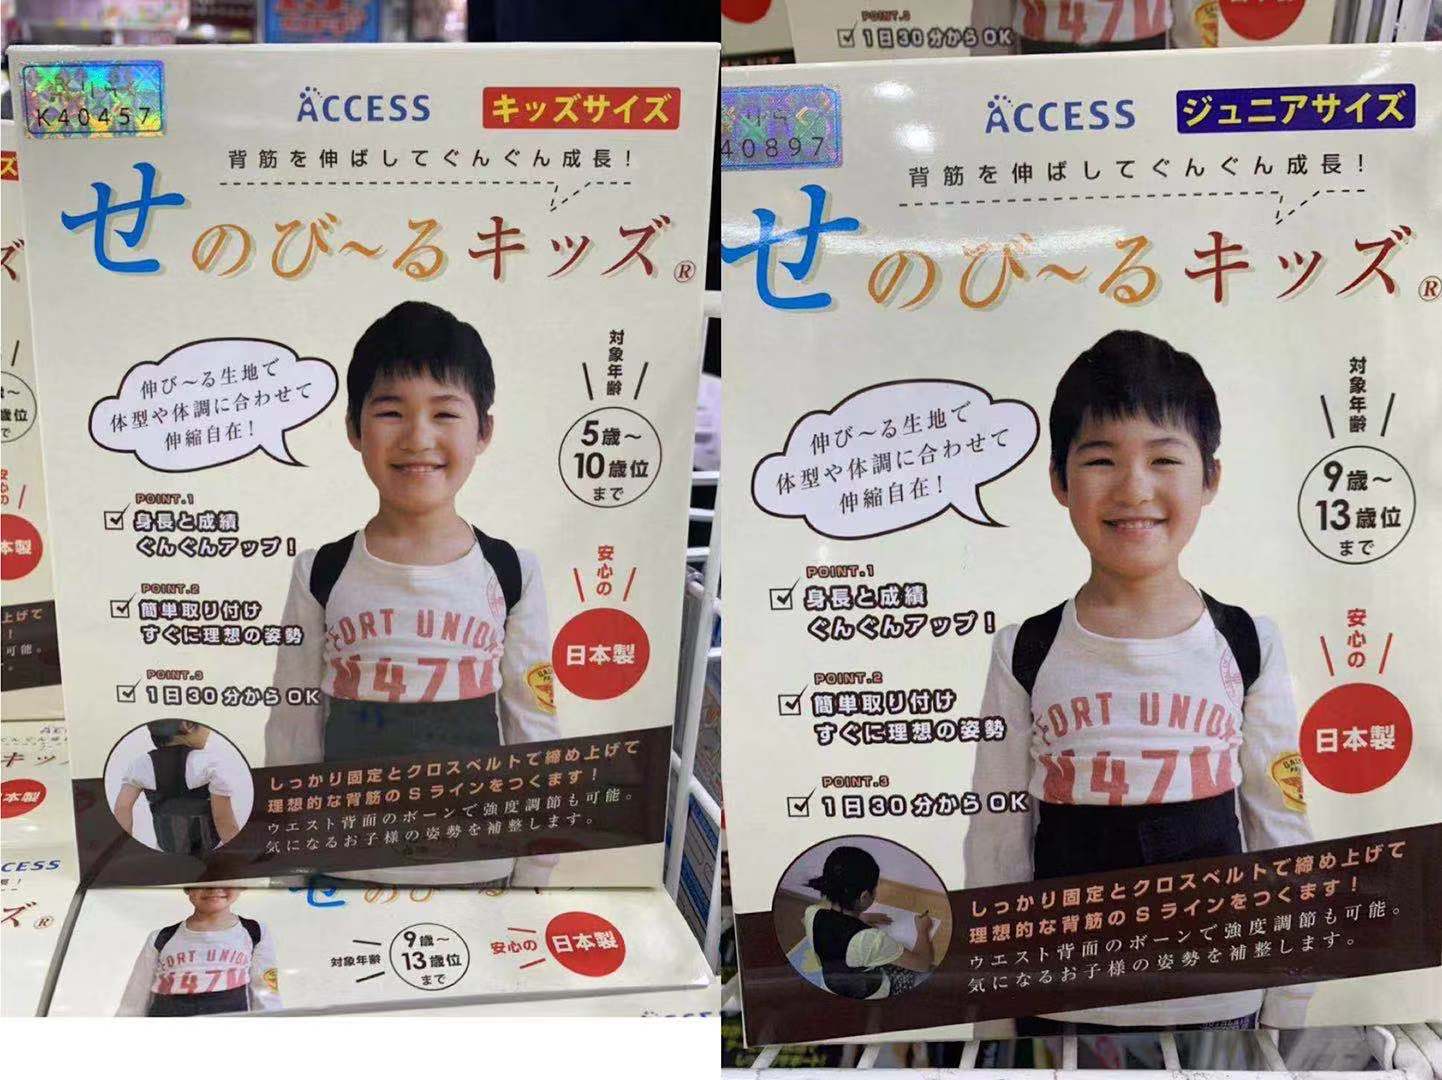 K40457
ACCESS
キッズサイズ
背筋を伸ばしてぐんぐん成長!
せのび～るキッズ®
伸び～る生地で
体型や体調に合わせて
伸縮自在!
対象年齢
5歳～
10歳位
まで
POINT.1
身長と成績
ぐんぐんアップ!
POINT.2
簡単取り付け
すぐに理想の姿勢
POINT.3
1日30分からOK
安心の
日本製
FORT UNION
N47
しっかり固定とクロスベルトで締め上げて
理想的な背筋のSラインをつくます!
ウエスト背面のボーンで強度調節も可能。
気になるお子様の姿勢を補整します。
対象年齢
9歳～
13歳位
まで
安心の
日本製
FORT UNION
POINT.3
1日30分からOK
40897
ACCESS
ジュニアサイズ
背筋を伸ばしてぐんぐん成長!
せのび～るキッズ®
伸び～る生地で
体型や体調に合わせて
伸縮自在!
対象年齢
9歳～
13歳位
まで
POINT.1
身長と成績
ぐんぐんアップ!
POINT.2
簡単取り付け
すぐに理想の姿勢
POINT.3
1日30分からOK
安心の
日本製
FORT UNION
N47
しっかり固定とクロスベルトで締め上げて
理想的な背筋のSラインをつくます!
ウエスト背面のボーンで強度調節も可能。
気になるお子様の姿勢を補整します。